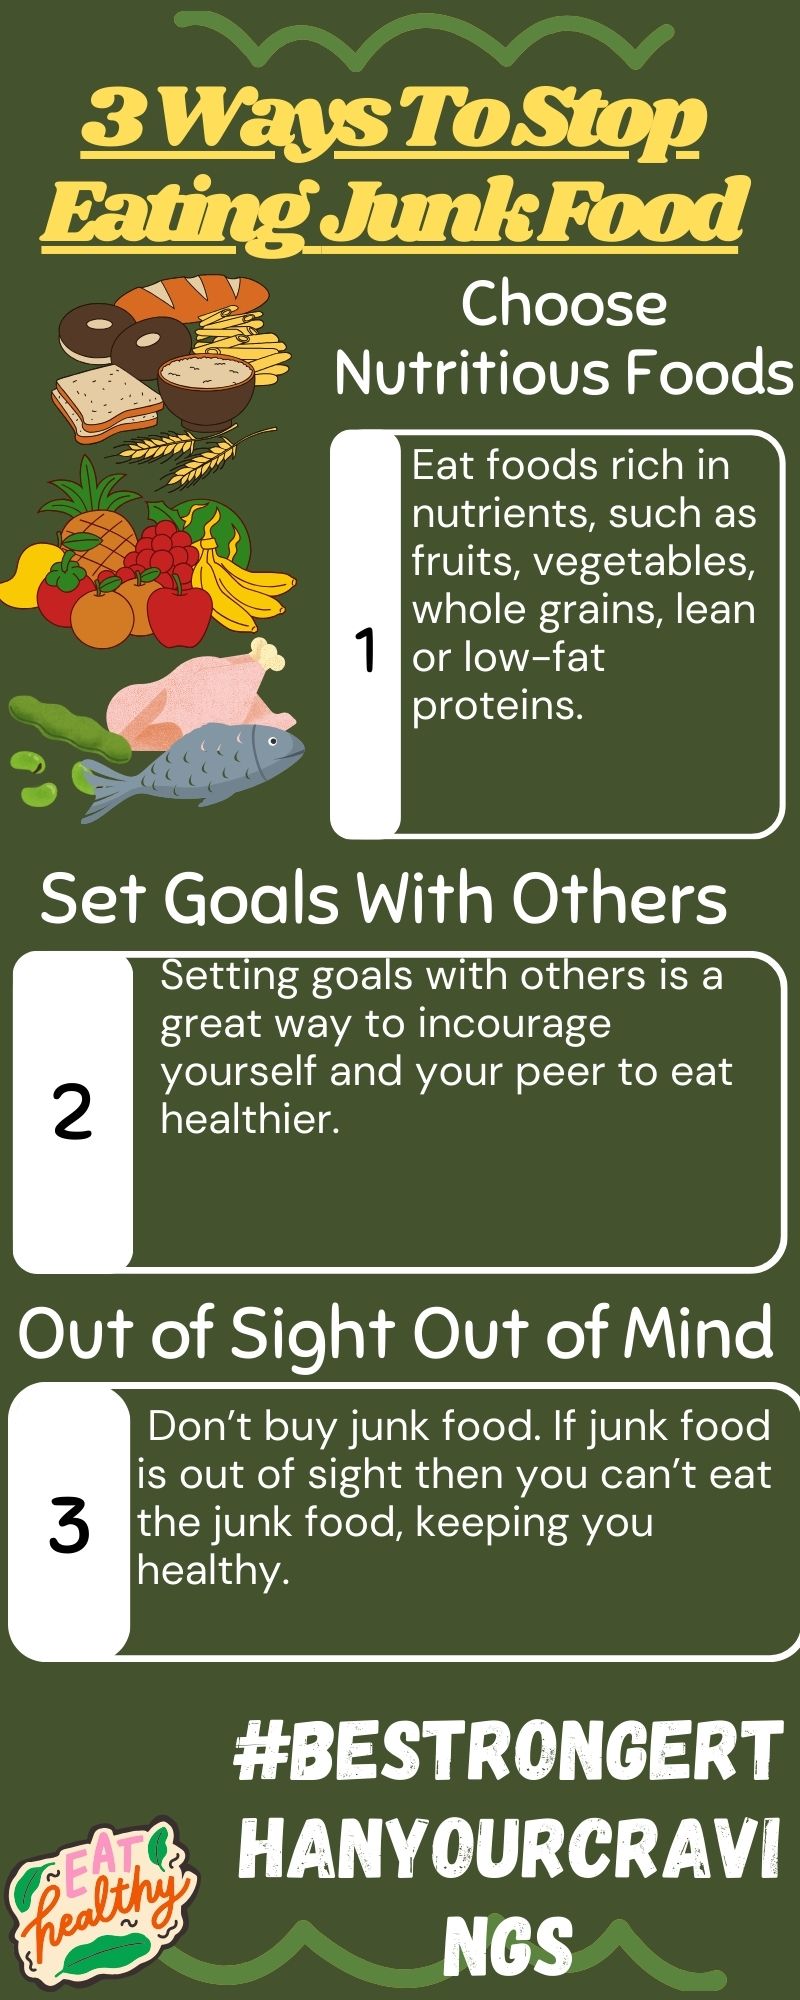 3 Ways To Stop
Eating Junk Food
Choose
Nutritious Foods
1
Eat foods rich in
nutrients, such as
fruits, vegetables,
whole grains, lean
or low-fat
proteins.
Set Goals With Others
2
Setting goals with others is a
great way to incourage
yourself and your peer to eat
healthier.
Out of Sight Out of Mind
3
Don't buy junk food. If junk food
is out of sight then you can't eat
the junk food, keeping you
healthy.
#BESTRONGERT
HANYOURCRAVI
NGS
EAT
healthy